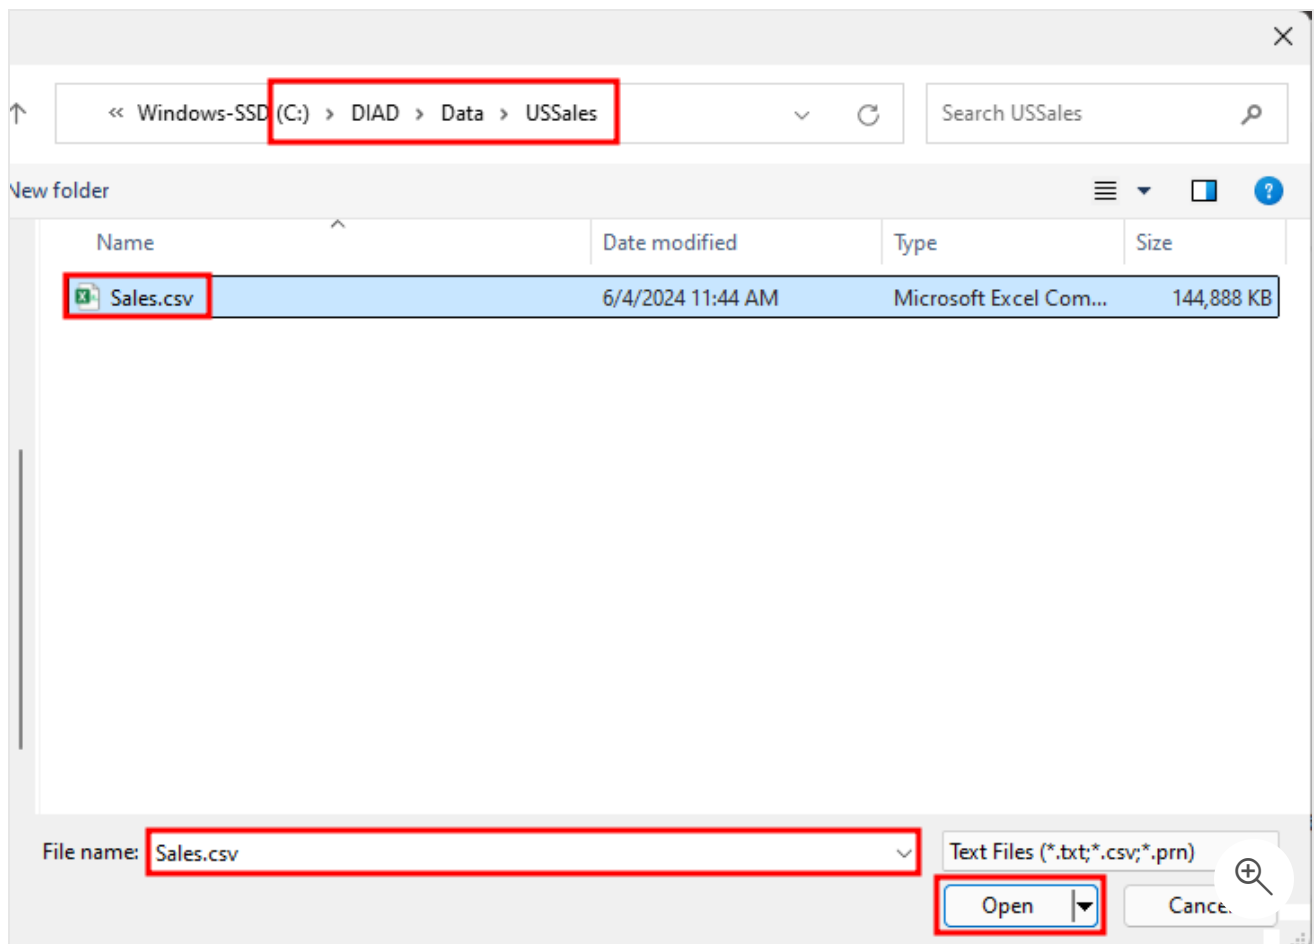 « Windows-SSD (C:) › DIAD › Data › USSales Search USSales
New folder
Name Date modified Type Size
Sales.csv 6/4/2024 11:44 AM Microsoft Excel Com... 144,888 KB
File name: Sales.csv Text Files (*.txt;*.csv;*.prn)
Open Cance